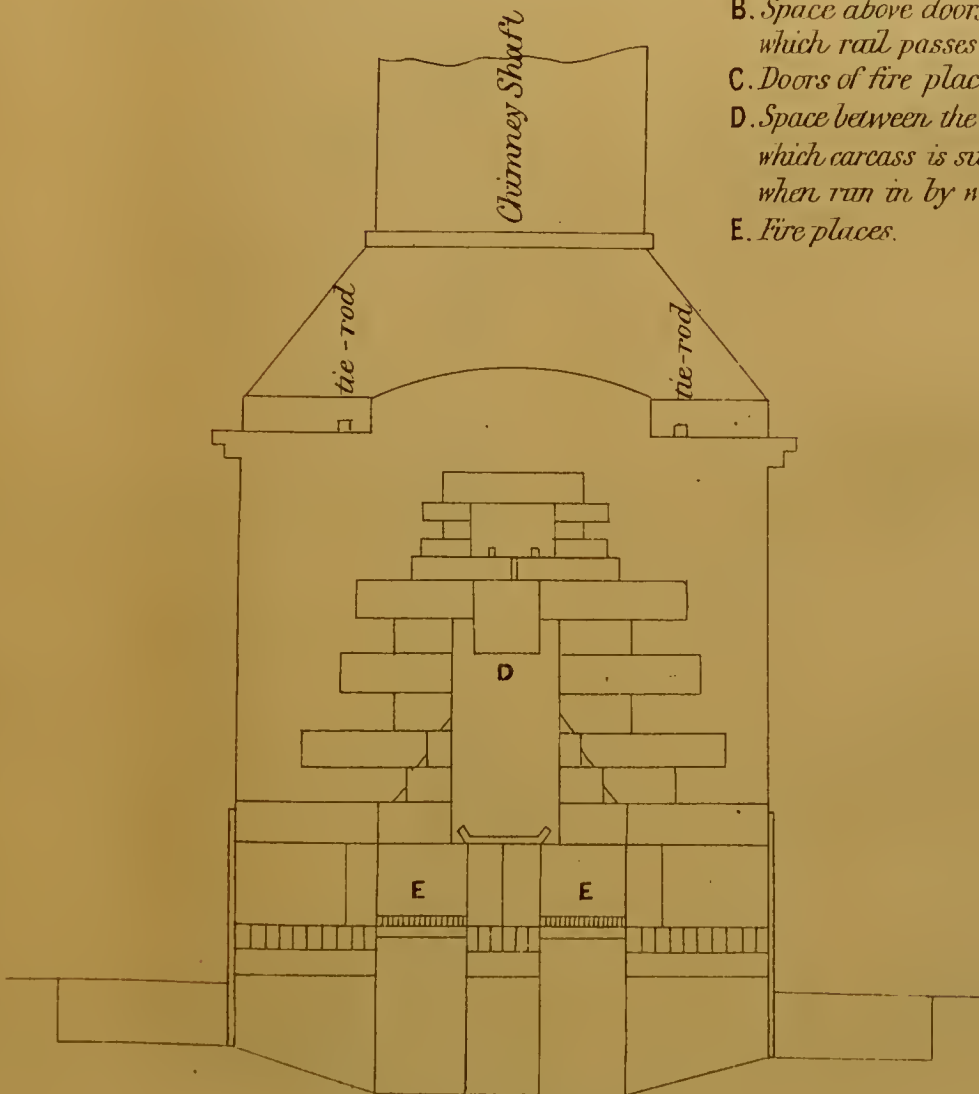 B. Space above doors
which rail passes
C. Doors of fire plac
D. Space between the
which carcass is su
when run in by
E. Fire places.
Chimney Shaft
tie-rod
tie-rod
D
E
E